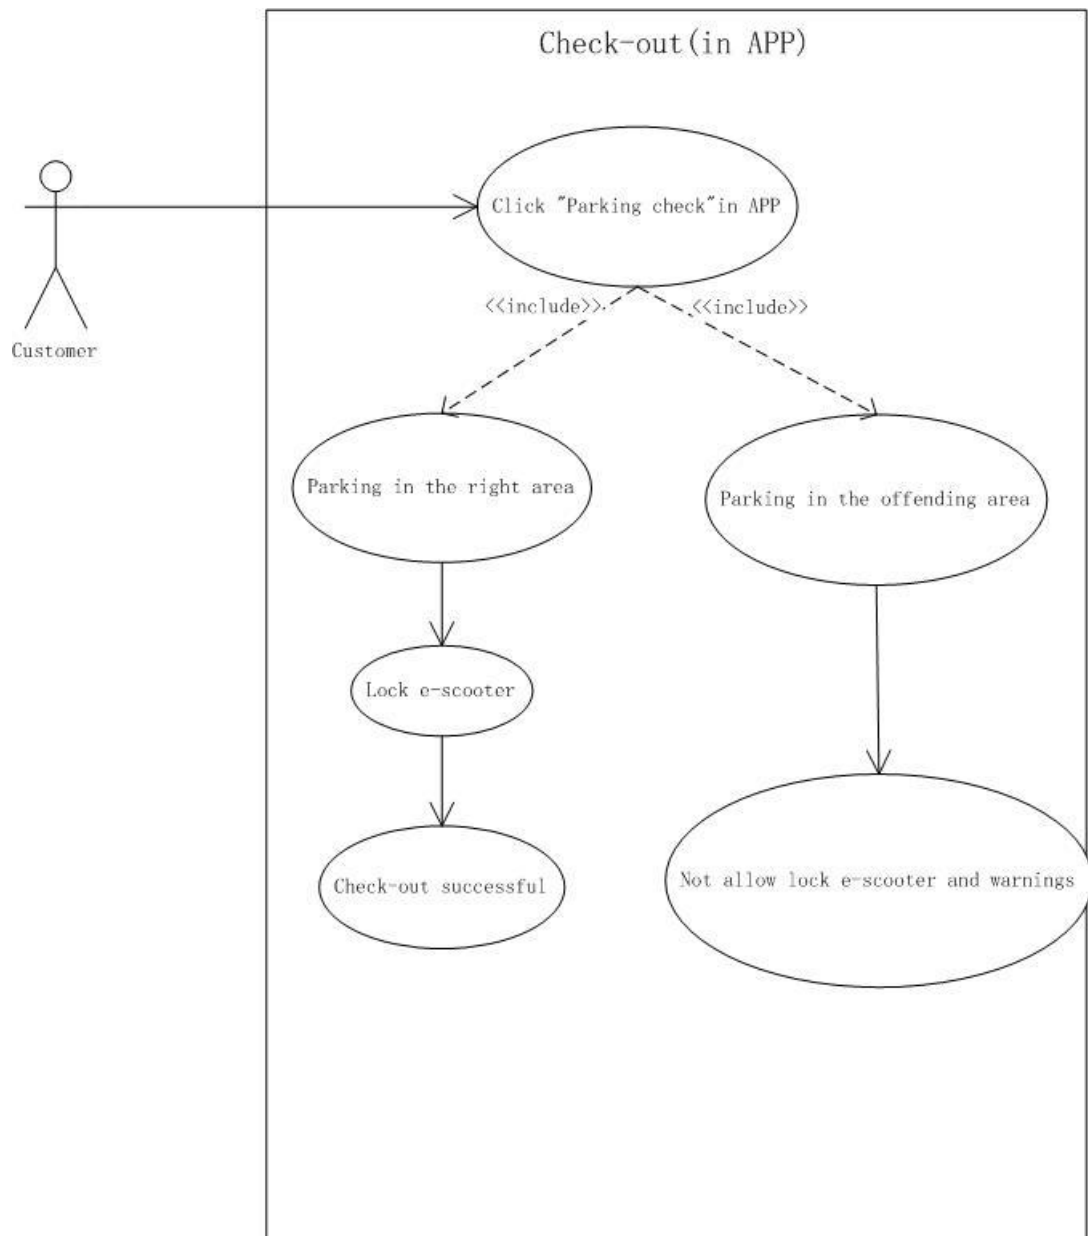 Check-out(in APP)
Click "Parking check"in APP
<<include>>
<<include>>
Customer
Parking in the right area
Parking in the offending area
Lock e-scooter
Check-out successful
Not allow lock e-scooter and warnings